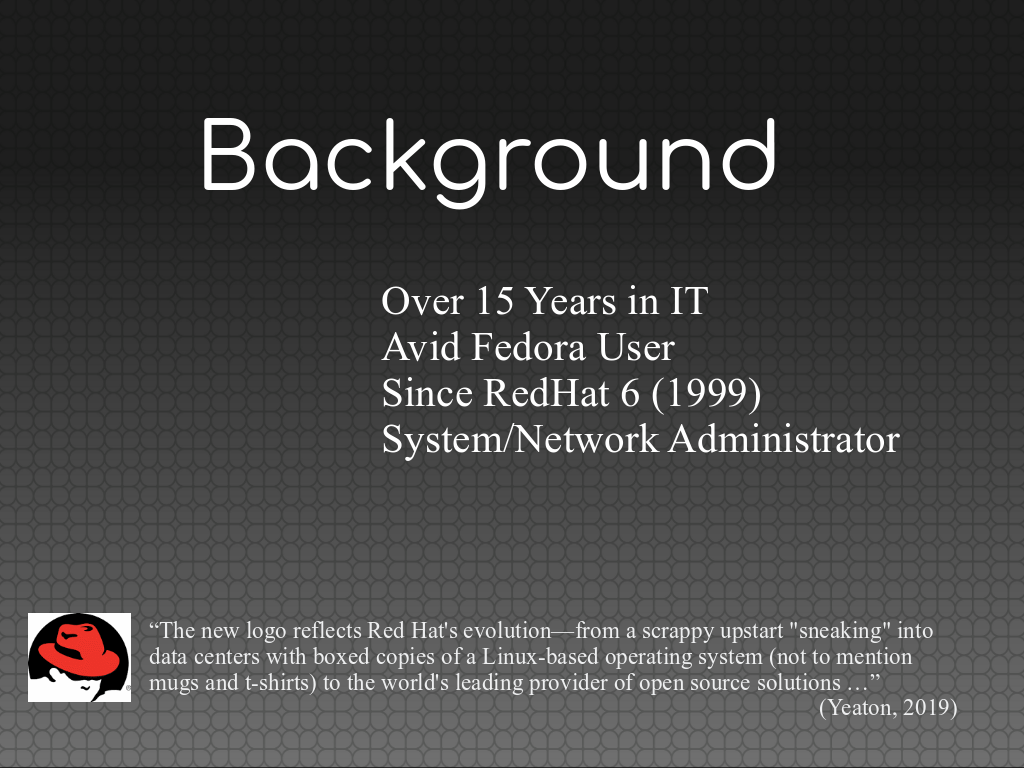 Background
Over 15 Years in IT
Avid Fedora User
Since RedHat 6 (1999)
System/Network Administrator
“The new logo reflects Red Hat's evolution—from a scrappy upstart "sneaking" into
data centers with boxed copies of a Linux-based operating system (not to mention
mugs and t-shirts) to the world's leading provider of open source solutions …”
(Yeaton, 2019)